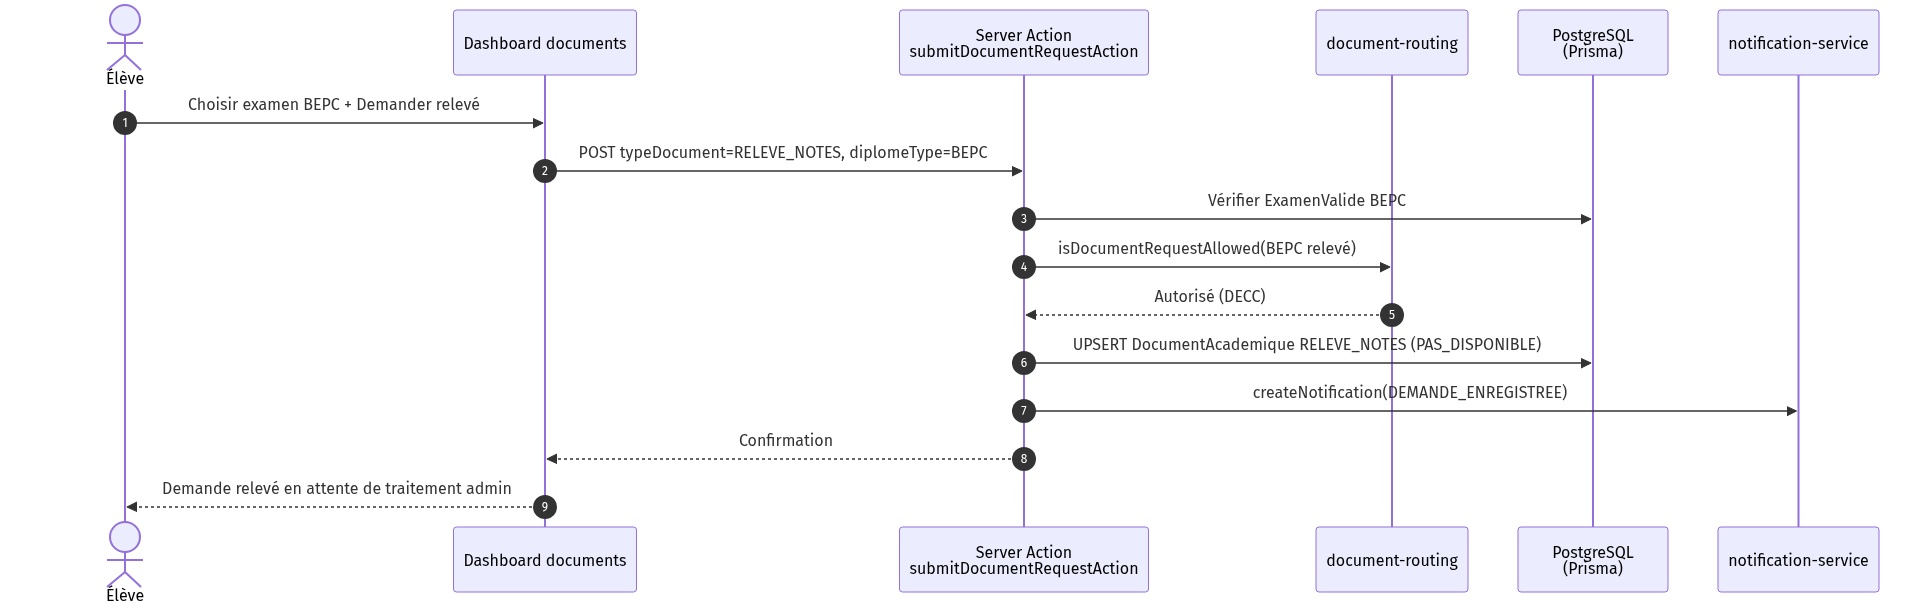 Élève
Dashboard documents
Server Action
submitDocumentRequestAction
document-routing
PostgreSQL
(Prisma)
notification-service
Choisir examen BEPC + Demander relevé
1
POST typeDocument=RELEVE_NOTES, diplomeType=BEPC
2
Vérifier ExamenValide BEPC
3
isDocumentRequestAllowed(BEPC relevé)
4
Autorisé (DECC)
5
UPSERT DocumentAcademique RELEVE_NOTES (PAS_DISPONIBLE)
6
createNotification(DEMANDE_ENREGISTREE)
7
Confirmation
8
Demande relevé en attente de traitement admin
9
Élève
Dashboard documents
Server Action
submitDocumentRequestAction
document-routing
PostgreSQL
(Prisma)
notification-service